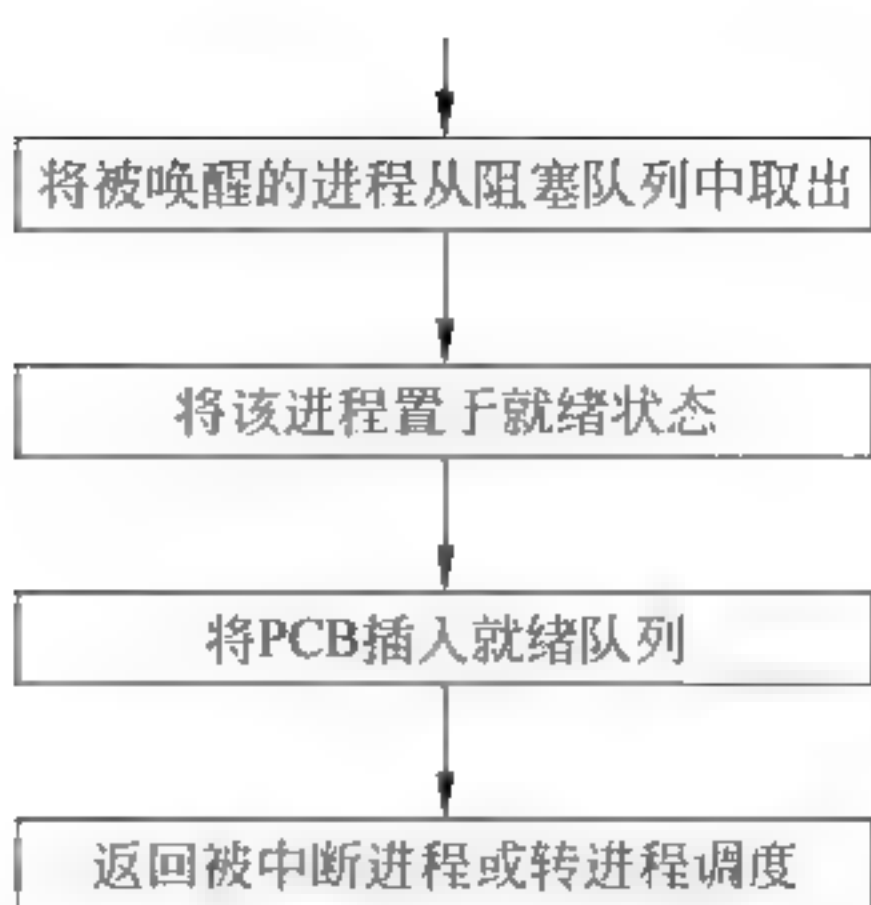 将被唤醒的进程从阻塞队列中取出
将该进程置于就绪状态
将PCB插入就绪队列
返回被中断进程或转进程调度